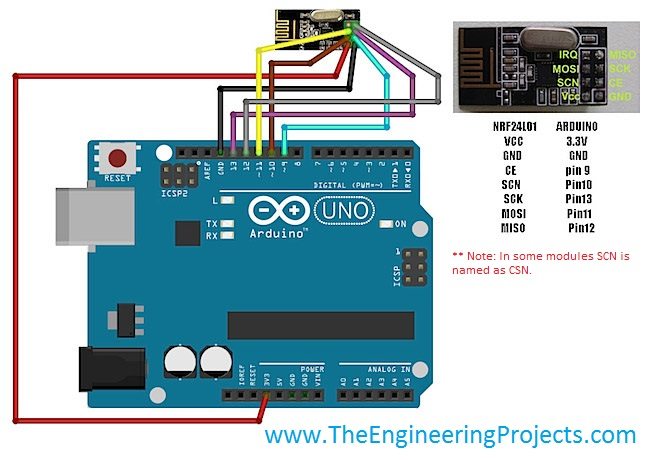 IRQ MISO
MOSI SCK
SCN CE
Vcc GND
NRF24L01 ARDUINO
VCC 3.3V
GND GND
CE pin 9
SCN Pin10
SCK Pin13
MOSI Pin11
MISO Pin12
** Note: In some modules SCN is
named as CSN.
RESET
ICSP2
AREF
GND
13
12
~11
~10
~9
8
7
~6
~5
4
~3
2
TX▶1
RX◀0
DIGITAL (PWM=~)
L
TX
RX
Arduino™
UNO
ON
1
ICSP
IOREF
RESET
3V3
5V
GND
GND
VIN
POWER
ANALOG IN
A0
A1
A2
A3
A4
A5
www.TheEngineeringProjects.com